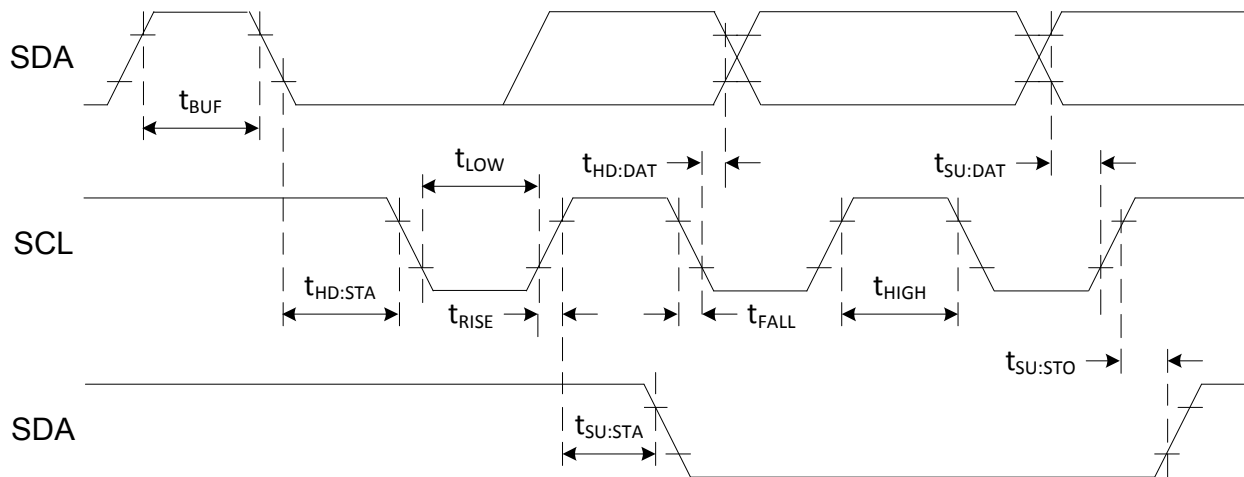 SDA
tBUF
tLOW
tHD:DAT
tSU:DAT
SCL
tHD:STA
tRISE
tFALL
tHIGH
tSU:STO
SDA
tSU:STA